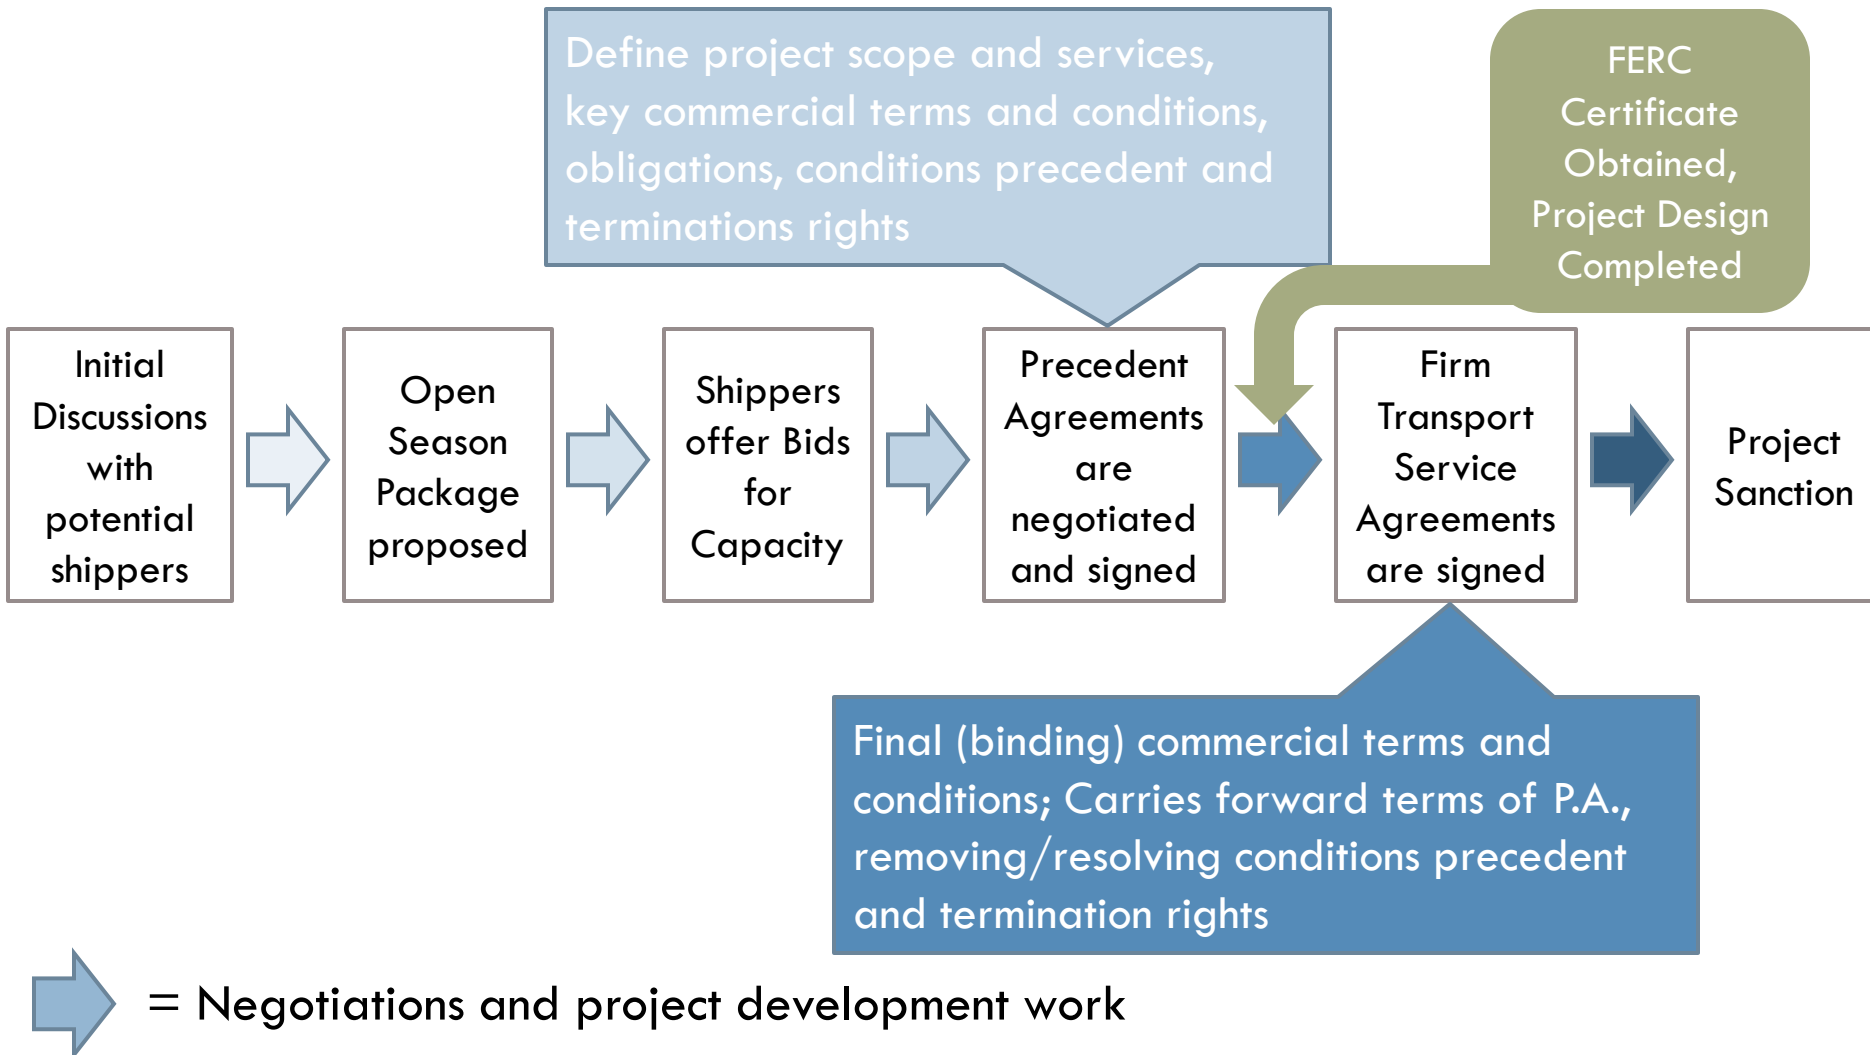 Define project scope and services,
key commercial terms and conditions,
obligations, conditions precedent and
terminations rights
FERC
Certificate
Obtained,
Project Design
Completed
Initial
Discussions
with
potential
shippers
Open
Season
Package
proposed
Shippers
offer Bids
for
Capacity
Precedent
Agreements
are
negotiated
and signed
Firm
Transport
Service
Agreements
are signed
Project
Sanction
Final (binding) commercial terms and
conditions; Carries forward terms of P.A.,
removing/resolving conditions precedent
and termination rights
= Negotiations and project development work